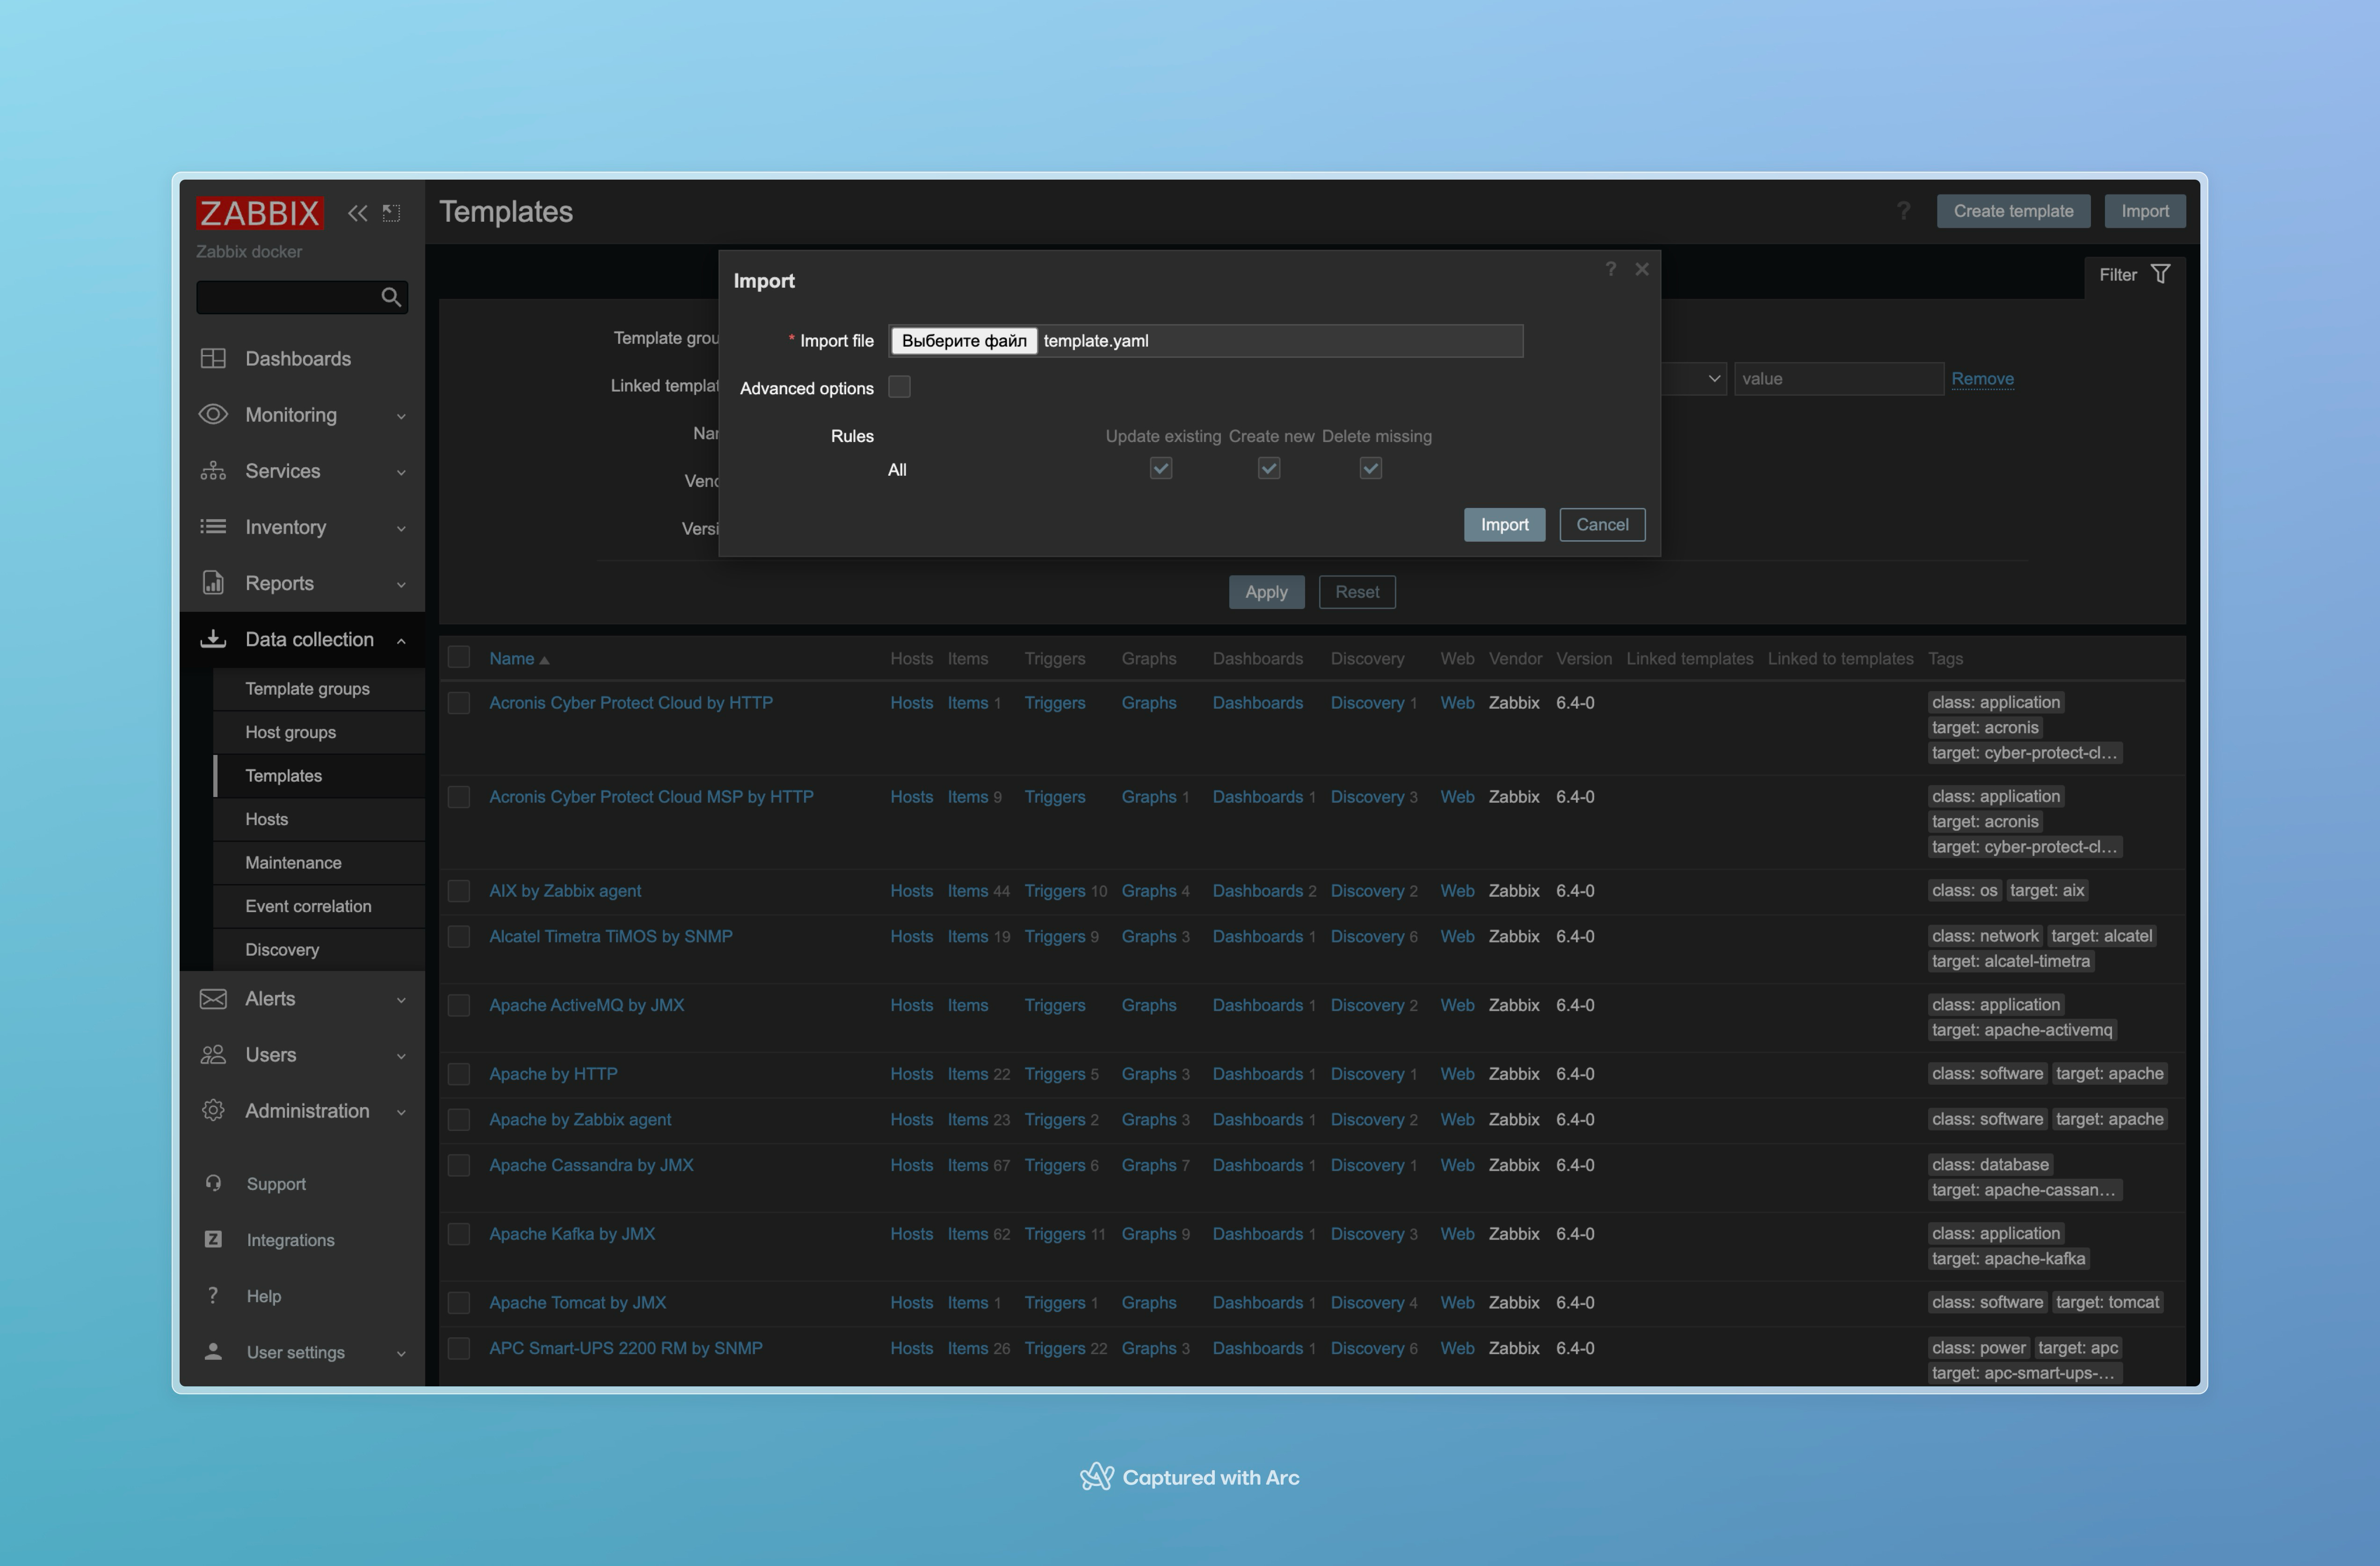 ZABBIX
Zabbix docker
Dashboards
Monitoring
Services
Inventory
Reports
Data collection
Template groups
Host groups
Templates
Hosts
Maintenance
Event correlation
Discovery
Alerts
Users
Administration
Support
Integrations
? Help
User settings
Templates
? Create template Import
Filter
Template grou
Linked templat
Nar
Venc
Versi
value Remove
Import
?
* Import file Выберите файл template.yaml
Advanced options
Rules Update existing Create new Delete missing
All
Import Cancel
Apply Reset
Name Hosts Items Triggers Graphs Dashboards Discovery Web Vendor Version Linked templates Linked to templates Tags
Acronis Cyber Protect Cloud by HTTP Hosts Items 1 Triggers Graphs Dashboards Discovery 1 Web Zabbix 6.4-0 class: application
target: acronis
target: cyber-protect-cl…
Acronis Cyber Protect Cloud MSP by HTTP Hosts Items 9 Triggers Graphs 1 Dashboards 1 Discovery 3 Web Zabbix 6.4-0 class: application
target: acronis
target: cyber-protect-cl…
AIX by Zabbix agent Hosts Items 44 Triggers 10 Graphs 4 Dashboards 2 Discovery 2 Web Zabbix 6.4-0 class: os target: aix
Alcatel Timetra TiMOS by SNMP Hosts Items 19 Triggers 9 Graphs 3 Dashboards 1 Discovery 6 Web Zabbix 6.4-0 class: network target: alcatel
target: alcatel-timetra
Apache ActiveMQ by JMX Hosts Items Triggers Graphs Dashboards 1 Discovery 2 Web Zabbix 6.4-0 class: application
target: apache-activemq
Apache by HTTP Hosts Items 22 Triggers 5 Graphs 3 Dashboards 1 Discovery 1 Web Zabbix 6.4-0 class: software target: apache
Apache by Zabbix agent Hosts Items 23 Triggers 2 Graphs 3 Dashboards 1 Discovery 2 Web Zabbix 6.4-0 class: software target: apache
Apache Cassandra by JMX Hosts Items 67 Triggers 6 Graphs 7 Dashboards 1 Discovery 1 Web Zabbix 6.4-0 class: database
target: apache-cassan…
Apache Kafka by JMX Hosts Items 62 Triggers 11 Graphs 9 Dashboards 1 Discovery 3 Web Zabbix 6.4-0 class: application
target: apache-kafka
Apache Tomcat by JMX Hosts Items 1 Triggers 1 Graphs Dashboards 1 Discovery 4 Web Zabbix 6.4-0 class: software target: tomcat
APC Smart-UPS 2200 RM by SNMP Hosts Items 26 Triggers 22 Graphs 3 Dashboards 1 Discovery 6 Web Zabbix 6.4-0 class: power target: apc
target: apc-smart-ups-…
Captured with Arc